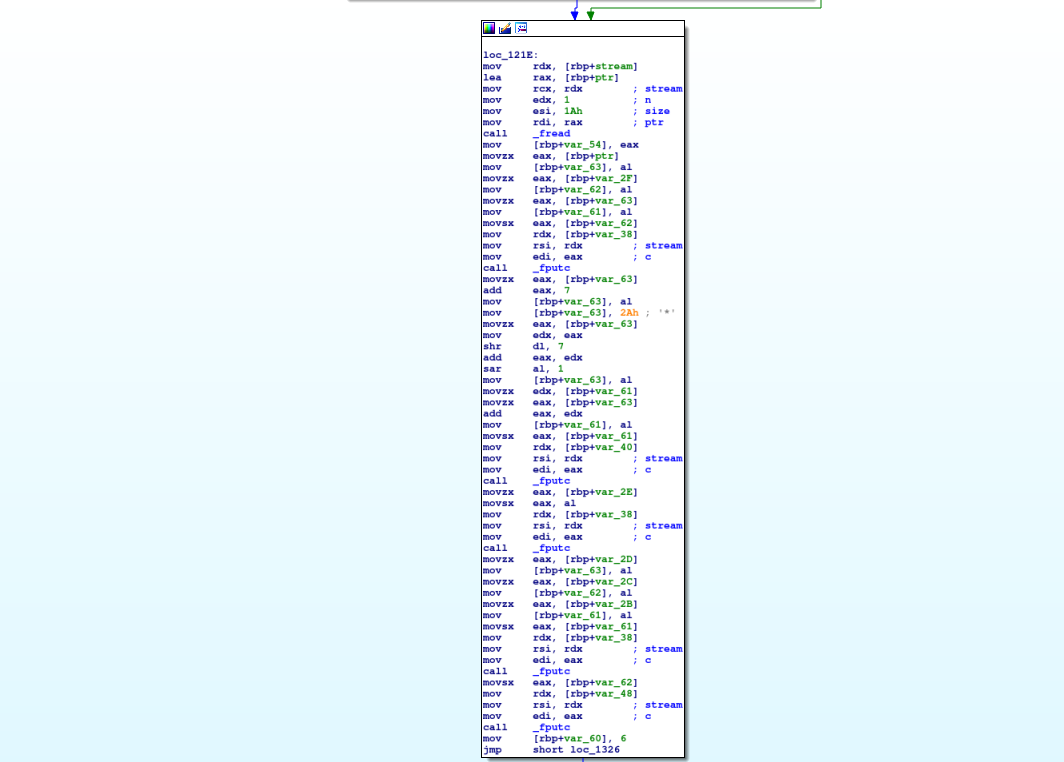 loc_121E:
mov rdx, [rbp+stream]
lea rax, [rbp+ptr]
mov rcx, rdx ; stream
mov edx, 1 ; n
mov esi, 1Ah ; size
mov rdi, rax ; ptr
call _fread
mov [rbp+var_54], eax
movzx eax, [rbp+ptr]
mov [rbp+var_63], al
movzx eax, [rbp+var_2F]
mov [rbp+var_62], al
movzx eax, [rbp+var_63]
mov [rbp+var_61], al
movsx eax, [rbp+var_62]
mov rdx, [rbp+var_38]
mov rsi, rdx ; stream
mov edi, eax ; c
call _fputc
movzx eax, [rbp+var_63]
add eax, 7
mov [rbp+var_63], al
mov [rbp+var_63], 2Ah ; '*'
movzx eax, [rbp+var_63]
mov edx, eax
shr dl, 7
add eax, edx
sar al, 1
mov [rbp+var_63], al
movzx edx, [rbp+var_61]
movzx eax, [rbp+var_63]
add eax, edx
mov [rbp+var_61], al
movsx eax, [rbp+var_61]
mov rdx, [rbp+var_40]
mov rsi, rdx ; stream
mov edi, eax ; c
call _fputc
movzx eax, [rbp+var_2E]
movsx eax, al
mov rdx, [rbp+var_38]
mov rsi, rdx ; stream
mov edi, eax ; c
call _fputc
movzx eax, [rbp+var_2D]
mov [rbp+var_63], al
movzx eax, [rbp+var_2C]
mov [rbp+var_62], al
movzx eax, [rbp+var_2B]
mov [rbp+var_61], al
movsx eax, [rbp+var_61]
mov rdx, [rbp+var_38]
mov rsi, rdx ; stream
mov edi, eax ; c
call _fputc
movsx eax, [rbp+var_62]
mov rdx, [rbp+var_48]
mov rsi, rdx ; stream
mov edi, eax ; c
call _fputc
mov [rbp+var_60], 6
jmp short loc_1326